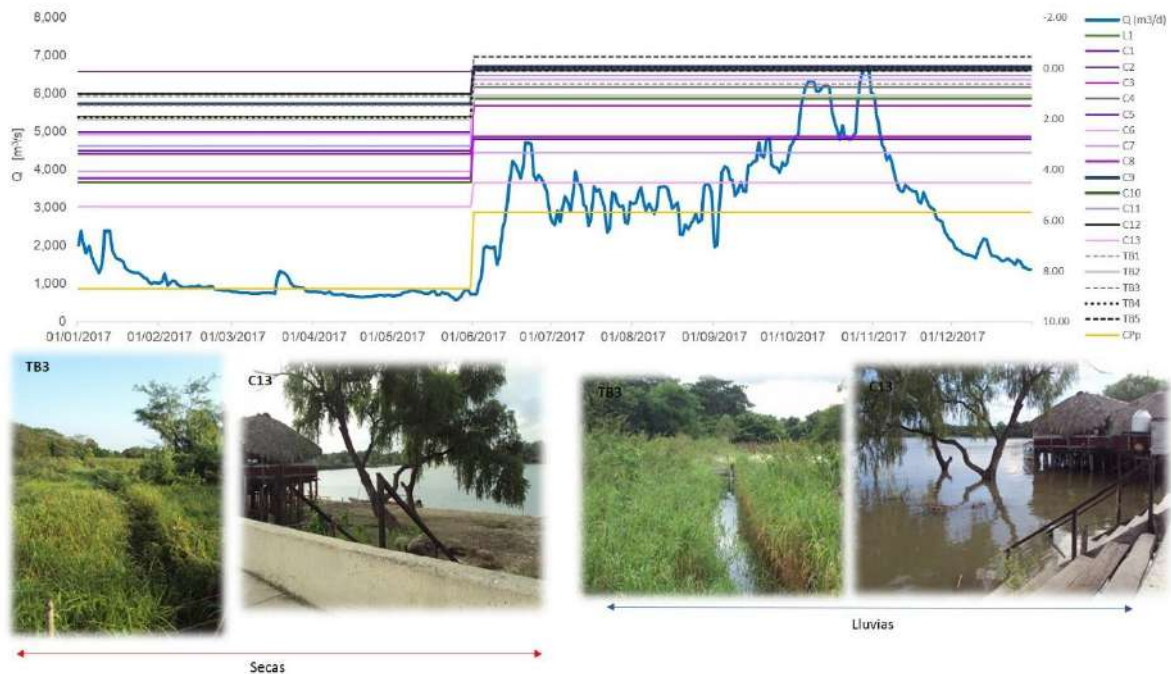 8,000
7,000
6,000
5,000
4,000
3,000
2,000
1,000
0
Q [m³/s]
01/01/2017 01/02/2017 01/03/2017 01/04/2017 01/05/2017 01/06/2017 01/07/2017 01/08/2017 01/09/2017 01/10/2017 01/11/2017 01/12/2017
-2.00
0.00
2.00
4.00
6.00
8.00
10.00
Q (m3/d)
L1
C1
C2
C3
C4
C5
C6
C7
C8
C9
C10
C11
C12
C13
TB1
TB2
TB3
TB4
TB5
CPp
TB3
C13
TB3
C13
Secas
Lluvias